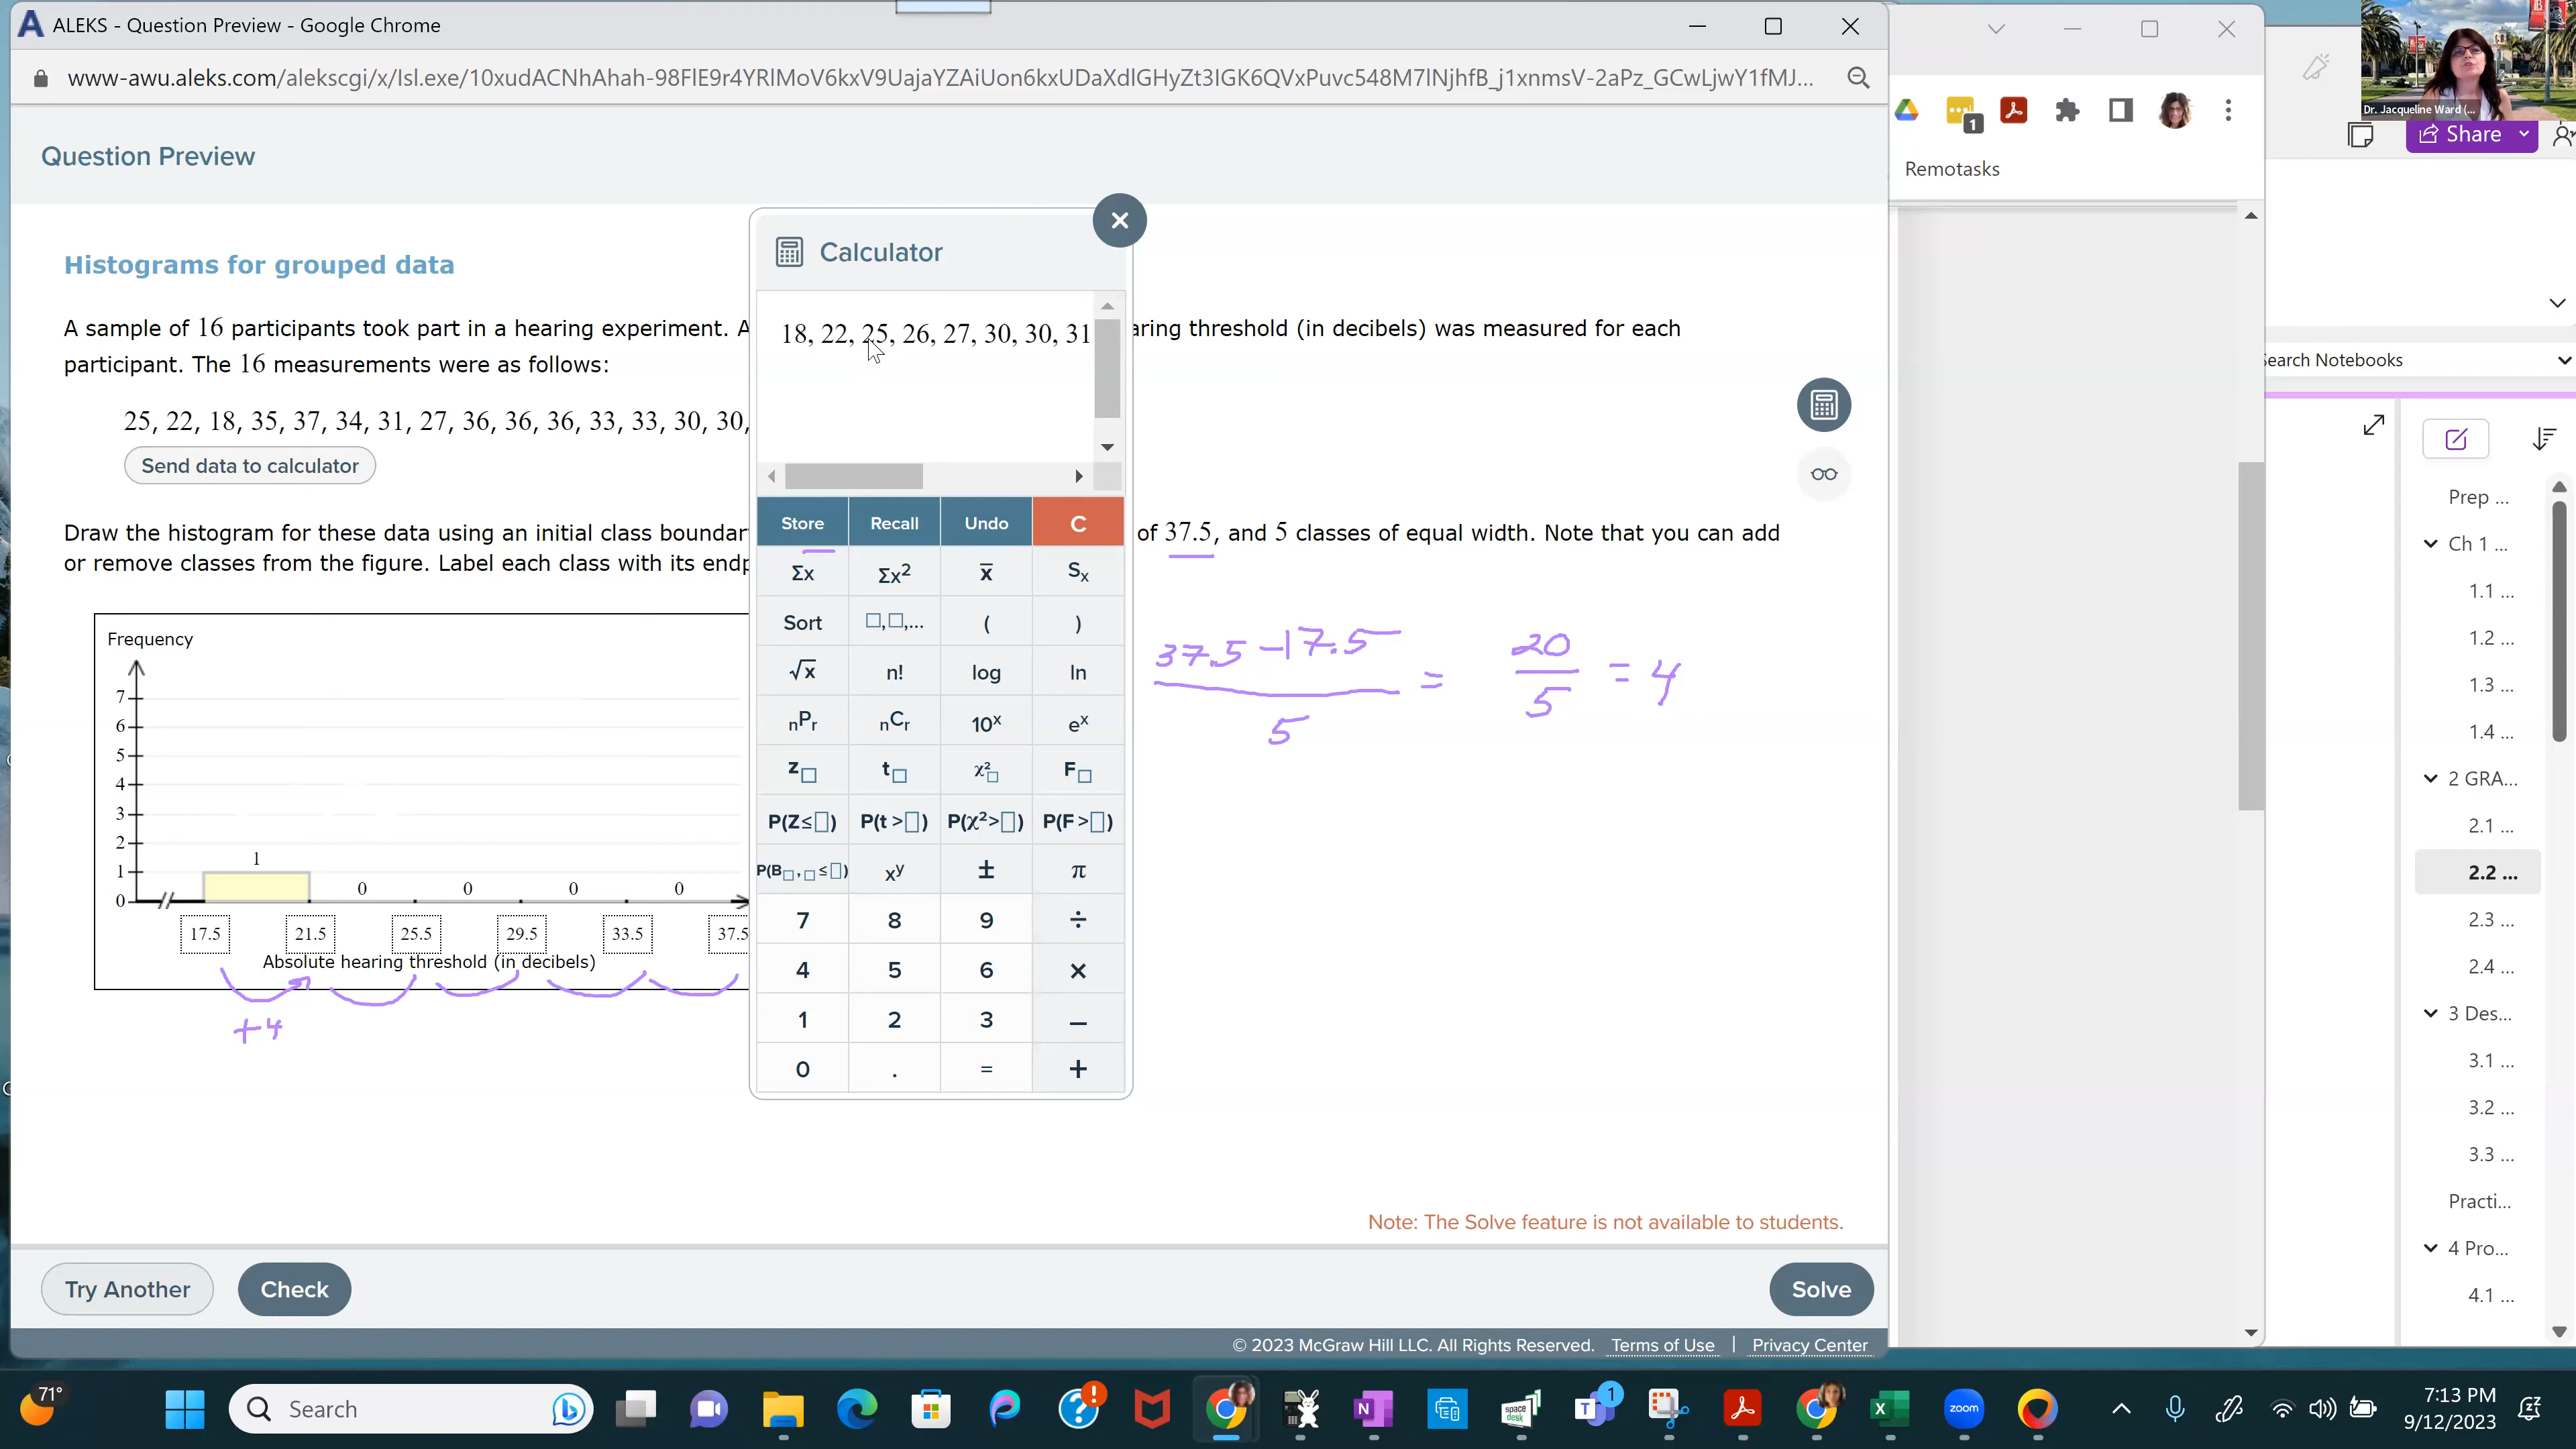 ALEKS - Question Preview - Google Chrome
Dr. Jacqueline Ward (...
Share
1
Remotasks
Question Preview
Histograms for grouped data
Calculator
18, 22, 25, 26, 27, 30, 30, 31
A sample of 16 participants took part in a hearing experiment. A
aring threshold (in decibels) was measured for each
participant. The 16 measurements were as follows:
25, 22, 18, 35, 37, 34, 31, 27, 36, 36, 36, 33, 33, 30, 30,
Send data to calculator
Draw the histogram for these data using an initial class boundar
of 37.5, and 5 classes of equal width. Note that you can add
or remove classes from the figure. Label each class with its endp
Store Recall Undo C
Σx Σx² x̄ Sx
Sort □,□,... ( )
√x n! log ln
nPr nCr 10ˣ eˣ
z□ t□ χ²□ F□
P(Z≤□) P(t >□) P(χ²>□) P(F >□)
P(B□,□ ≤□) xʸ ± π
7 8 9 ÷
4 5 6 ×
1 2 3 −
0 . = +
Frequency
7
6
5
4
3
2
1
0
1 0 0 0 0
17.5 21.5 25.5 29.5 33.5 37.5
Absolute hearing threshold (in decibels)
+4
37.5 - 17.5 = 20 = 4
5 5
Note: The Solve feature is not available to students.
Try Another
Check
Solve
© 2023 McGraw Hill LLC. All Rights Reserved. Terms of Use | Privacy Center
Search Notebooks
Prep ...
Ch 1 ...
1.1 ...
1.2 ...
1.3 ...
1.4 ...
2 GRA...
2.1 ...
2.2 ...
2.3 ...
2.4 ...
3 Des...
3.1 ...
3.2 ...
3.3 ...
Practi...
4 Pro...
4.1 ...
71°
Search
space desk
1
zoom
7:13 PM
9/12/2023